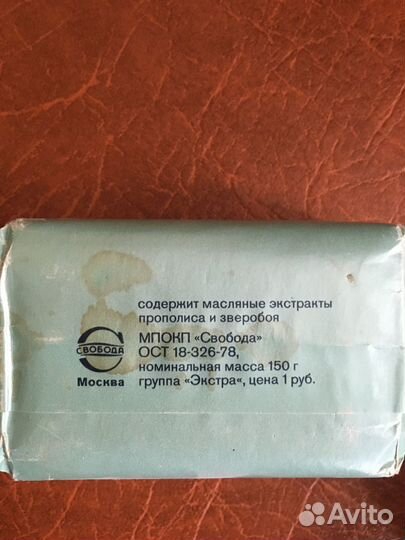 содержит масляные экстракты
прополиса и зверобоя
МПОКП «Свобода»
ОСТ 18-326-78,
номинальная масса 150 г
группа "Экстра", цена 1 руб.
СВОБОДА
Москва
Avito